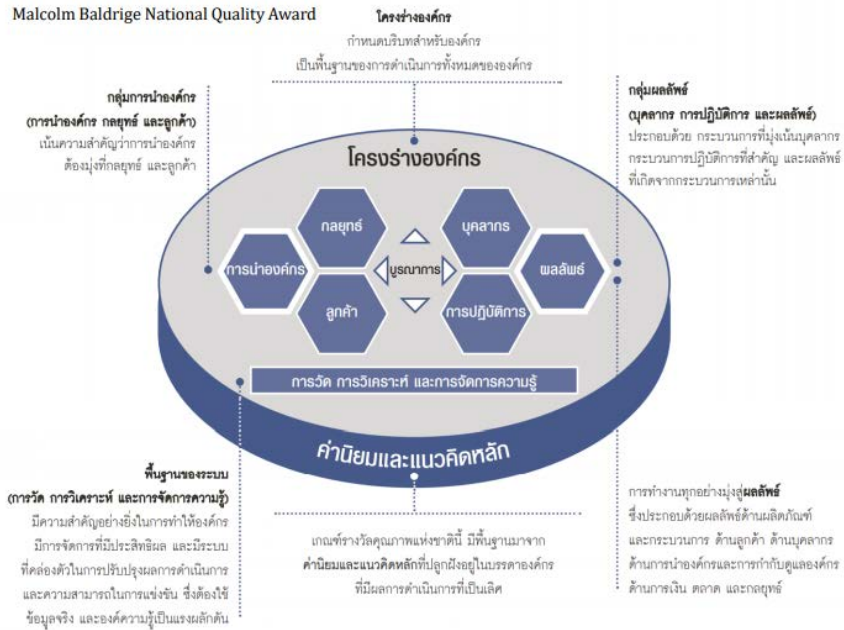 Malcolm Baldrige National Quality Award
โครงร่างองค์กร
กำหนดบริบทสำหรับองค์กร
เป็นพื้นฐานของการดำเนินการทั้งหมดขององค์กร
กลุ่มการนำองค์กร
(การนำองค์กร กลยุทธ์ และลูกค้า)
เน้นความสำคัญว่าการนำองค์กร
ต้องมุ่งที่กลยุทธ์ และลูกค้า
กลุ่มผลลัพธ์
(บุคลากร การปฏิบัติการ และผลลัพธ์)
ประกอบด้วย กระบวนการที่มุ่งเน้นบุคลากร
กระบวนการปฏิบัติการที่สำคัญ และผลลัพธ์
ที่เกิดจากกระบวนการเหล่านั้น
โครงร่างองค์กร
กลยุทธ์
บุคลากร
การนำองค์กร
บูรณาการ
ผลลัพธ์
ลูกค้า
การปฏิบัติการ
การวัด การวิเคราะห์ และการจัดการความรู้
ค่านิยมและแนวคิดหลัก
พื้นฐานของระบบ
(การวัด การวิเคราะห์ และการจัดการความรู้)
มีความสำคัญอย่างยิ่งในการทำให้องค์กร
มีการจัดการที่มีประสิทธิผล และมีระบบ
ที่คล่องตัวในการปรับปรุงผลการดำเนินการ
และความสามารถในการแข่งขัน ซึ่งต้องใช้
ข้อมูลจริง และองค์ความรู้เป็นแรงผลักดัน
เกณฑ์รางวัลคุณภาพแห่งชาตินี้ มีพื้นฐานมาจาก
ค่านิยมและแนวคิดหลักที่ปลูกฝังอยู่ในบรรดาองค์กร
ที่มีผลการดำเนินการที่เป็นเลิศ
การทำงานทุกอย่างมุ่งสู่ผลลัพธ์
ซึ่งประกอบด้วยผลลัพธ์ด้านผลิตภัณฑ์
และกระบวนการ ด้านลูกค้า ด้านบุคลากร
ด้านการนำองค์กรและการกำกับดูแลองค์กร
ด้านการเงิน ตลาด และกลยุทธ์